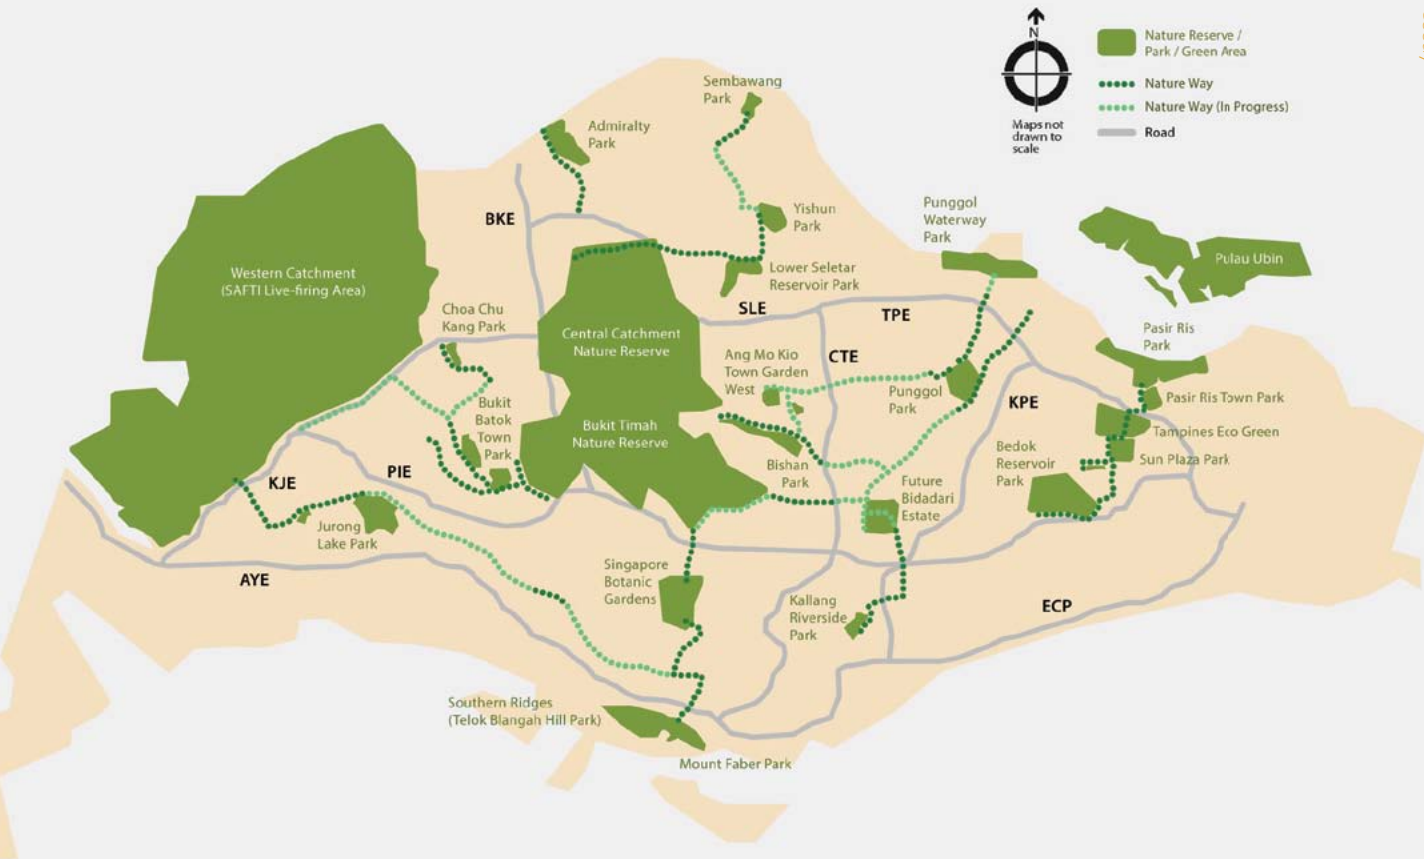 N
Maps not
drawn to
scale
Nature Reserve /
Park / Green Area
Nature Way
Nature Way (In Progress)
Road
Sembawang
Park
Admiralty
Park
BKE
Yishun
Park
Punggol
Waterway
Park
Western Catchment
(SAFTI Live-firing Area)
Lower Seletar
Reservoir Park
Pulau Ubin
Choa Chu
Kang Park
SLE
TPE
Central Catchment
Nature Reserve
Pasir Ris
Park
Ang Mo Kio
Town Garden
West
CTE
Punggol
Park
KPE
Pasir Ris Town Park
Bukit
Batok
Town
Park
Bukit Timah
Nature Reserve
Tampines Eco Green
Bedok
Reservoir
Park
Sun Plaza Park
Bishan
Park
KJE
PIE
Future
Bidadari
Estate
Jurong
Lake Park
AYE
Singapore
Botanic
Gardens
Kallang
Riverside
Park
ECP
Southern Ridges
(Telok Blangah Hill Park)
Mount Faber Park